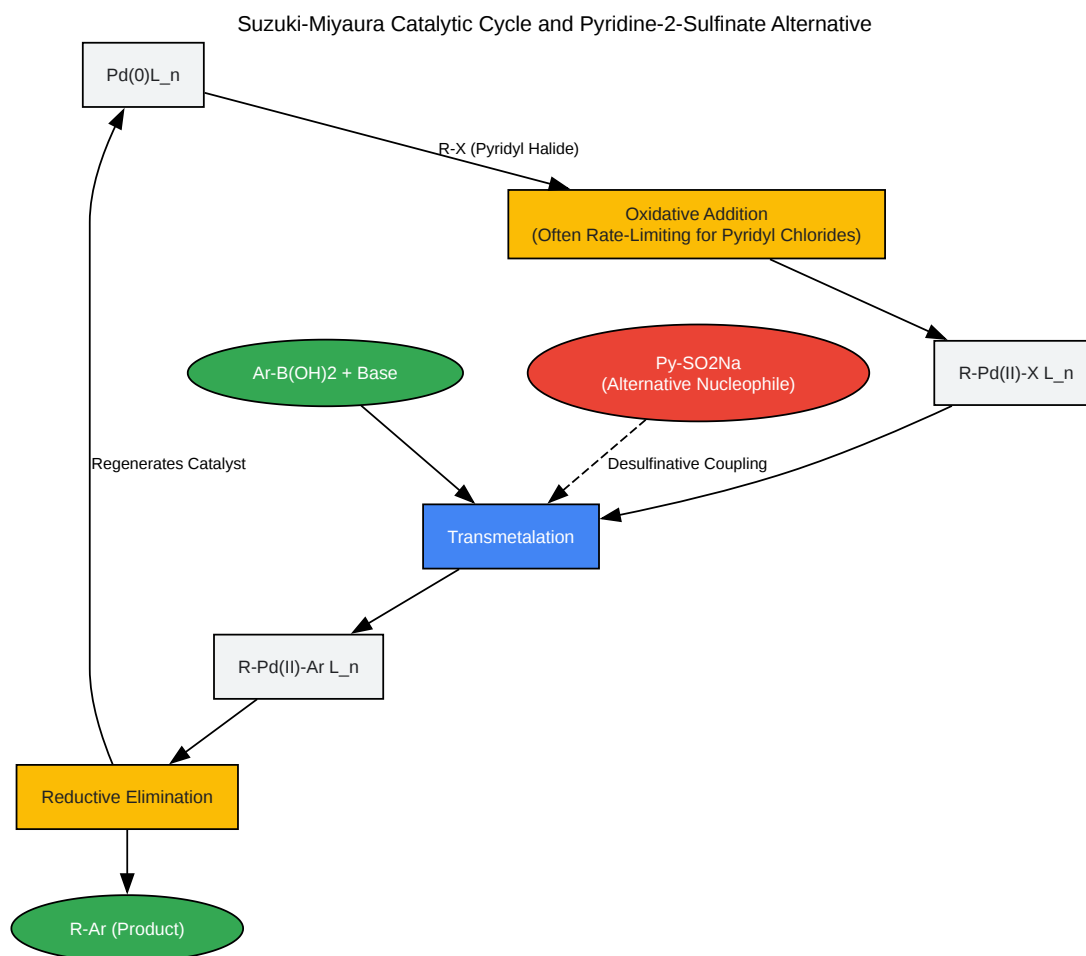 Suzuki-Miyaura Catalytic Cycle and Pyridine-2-Sulfinate Alternative
Pd(0)L_n
R-X (Pyridyl Halide)
Oxidative Addition
(Often Rate-Limiting for Pyridyl Chlorides)
Ar-B(OH)2 + Base
Py-SO2Na
(Alternative Nucleophile)
R-Pd(II)-X L_n
Regenerates Catalyst
Desulfinative Coupling
Transmetalation
R-Pd(II)-Ar L_n
Reductive Elimination
R-Ar (Product)